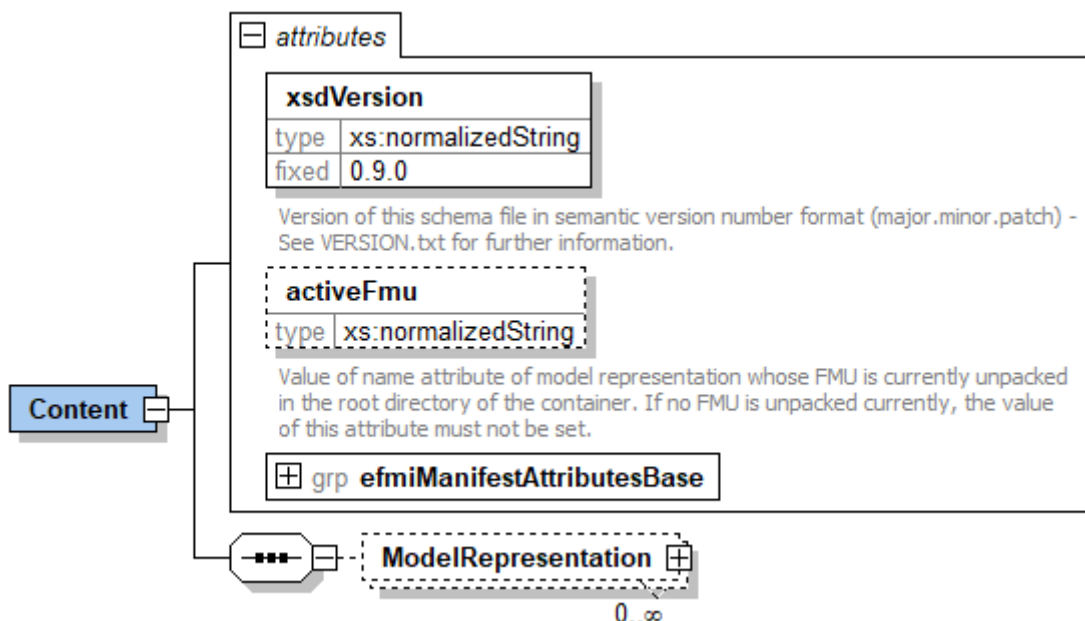 attributes
xsdVersion
type xs:normalizedString
fixed 0.9.0
Version of this schema file in semantic version number format (major.minor.patch) -
See VERSION.txt for further information.
activeFmu
type xs:normalizedString
Value of name attribute of model representation whose FMU is currently unpacked
in the root directory of the container. If no FMU is unpacked currently, the value
of this attribute must not be set.
Content
grp efmiManifestAttributesBase
ModelRepresentation
0..∞